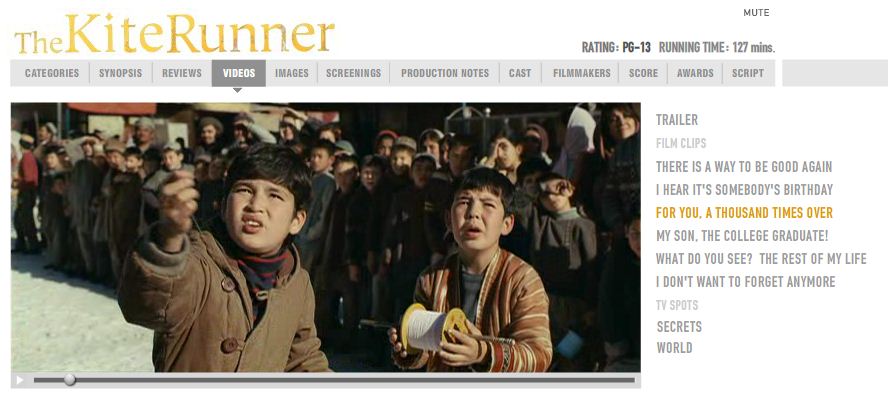 MUTE
TheKiteRunner
RATING: PG-13 RUNNING TIME: 127 mins.
CATEGORIES SYNOPSIS REVIEWS VIDEOS IMAGES SCREENINGS PRODUCTION NOTES CAST FILMMAKERS SCORE AWARDS SCRIPT
TRAILER
FILM CLIPS
THERE IS A WAY TO BE GOOD AGAIN
I HEAR IT'S SOMEBODY'S BIRTHDAY
FOR YOU, A THOUSAND TIMES OVER
MY SON, THE COLLEGE GRADUATE!
WHAT DO YOU SEE? THE REST OF MY LIFE
I DON'T WANT TO FORGET ANYMORE
TV SPOTS
SECRETS
WORLD